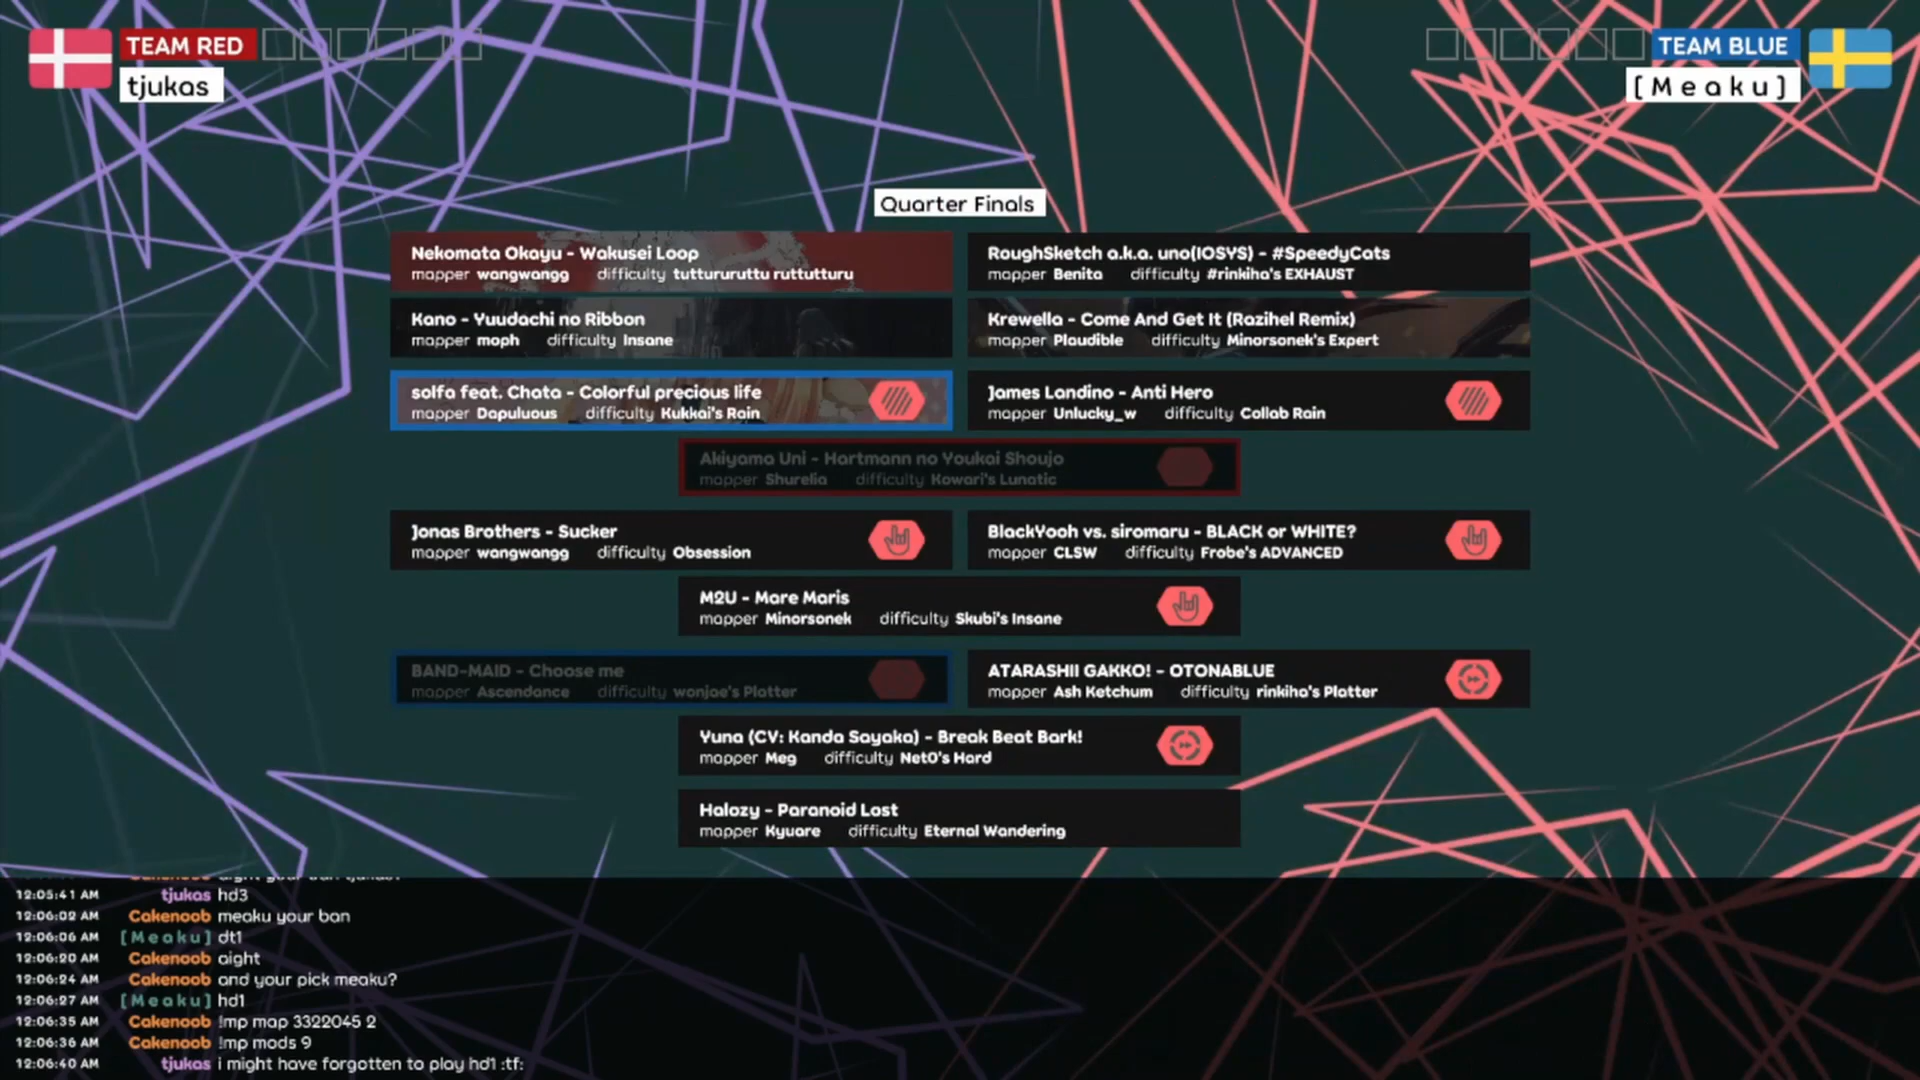 TEAM RED
tjukas
TEAM BLUE
[Meaku]
Quarter Finals
Nekomata Okayu - Wakusei Loop
mapper wangwangg difficulty tuttururuttu ruttutturu
RoughSketch a.k.a. uno(IOSYS) - #SpeedyCats
mapper Benita difficulty #rinkiha's EXHAUST
Kano - Yuudachi no Ribbon
mapper moph difficulty Insane
Krewella - Come And Get It (Razihel Remix)
mapper Plaudible difficulty Minorsonek's Expert
solfa feat. Chata - Colorful precious life
mapper Dapuluous difficulty Kukkai's Rain
James Landino - Anti Hero
mapper Unlucky_w difficulty Collab Rain
Akiyama Uni - Hartmann no Youkai Shoujo
mapper Shurelia difficulty Kowari's Lunatic
Jonas Brothers - Sucker
mapper wangwangg difficulty Obsession
BlackYooh vs. siromaru - BLACK or WHITE?
mapper CLSW difficulty Frobe's ADVANCED
M2U - Mare Maris
mapper Minorsonek difficulty Skubi's Insane
BAND-MAID - Choose me
mapper Ascendance difficulty wonjae's Platter
ATARASHII GAKKO! - OTONABLUE
mapper Ash Ketchum difficulty rinkiha's Platter
Yuna (CV: Kanda Sayaka) - Break Beat Bark!
mapper Meg difficulty Net0's Hard
Halozy - Paranoid Lost
mapper Kyuare difficulty Eternal Wandering
12:05:41 AM tjukas hd3
12:06:02 AM Cakenoob meaku your ban
12:06:06 AM [Meaku] dt1
12:06:20 AM Cakenoob aight
12:06:24 AM Cakenoob and your pick meaku?
12:06:27 AM [Meaku] hd1
12:06:35 AM Cakenoob !mp map 3322045 2
12:06:36 AM Cakenoob !mp mods 9
12:06:40 AM tjukas i might have forgotten to play hd1 :tf: